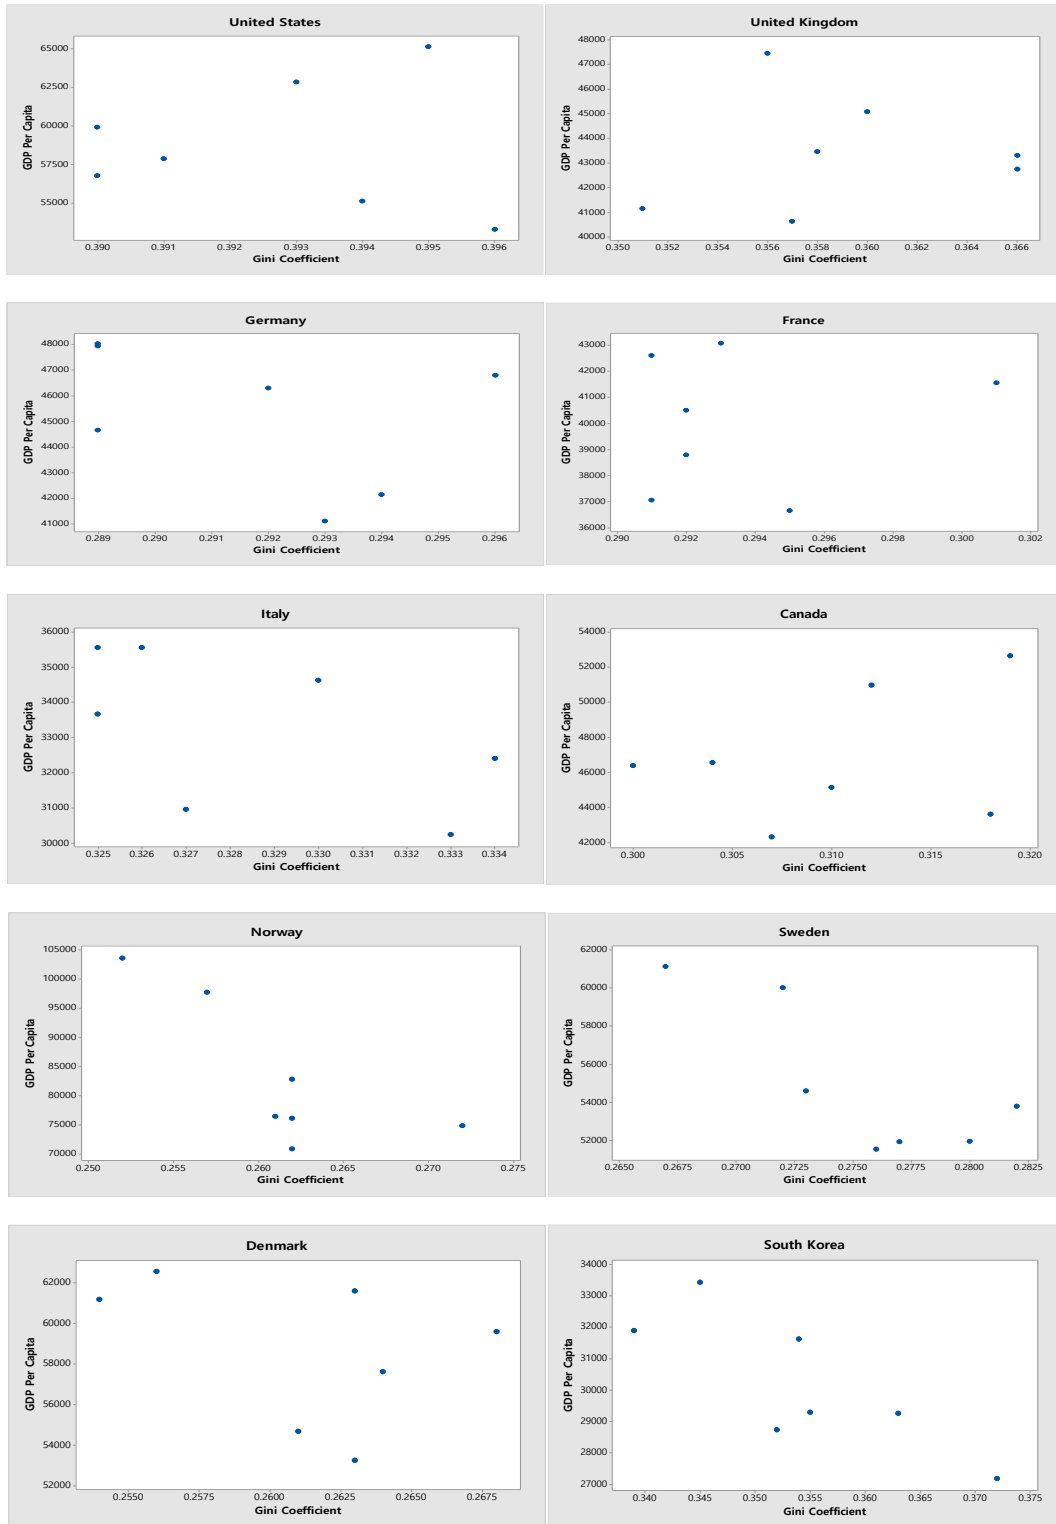 United States
GDP Per Capita
65000
62500
60000
57500
55000
0.390 0.391 0.392 0.393 0.394 0.395 0.396
Gini Coefficient
United Kingdom
GDP Per Capita
48000
47000
46000
45000
44000
43000
42000
41000
40000
0.350 0.352 0.354 0.356 0.358 0.360 0.362 0.364 0.366
Gini Coefficient
Germany
GDP Per Capita
48000
47000
46000
45000
44000
43000
42000
41000
0.289 0.290 0.291 0.292 0.293 0.294 0.295 0.296
Gini Coefficient
France
GDP Per Capita
43000
42000
41000
40000
39000
38000
37000
36000
0.290 0.292 0.294 0.296 0.298 0.300 0.302
Gini Coefficient
Italy
GDP Per Capita
36000
35000
34000
33000
32000
31000
30000
0.325 0.326 0.327 0.328 0.329 0.330 0.331 0.332 0.333 0.334
Gini Coefficient
Canada
GDP Per Capita
54000
52000
50000
48000
46000
44000
42000
0.300 0.305 0.310 0.315 0.320
Gini Coefficient
Norway
GDP Per Capita
105000
100000
95000
90000
85000
80000
75000
70000
0.250 0.255 0.260 0.265 0.270 0.275
Gini Coefficient
Sweden
GDP Per Capita
62000
60000
58000
56000
54000
52000
0.2650 0.2675 0.2700 0.2725 0.2750 0.2775 0.2800 0.2825
Gini Coefficient
Denmark
GDP Per Capita
62000
60000
58000
56000
54000
52000
0.2550 0.2575 0.2600 0.2625 0.2650 0.2675
Gini Coefficient
South Korea
GDP Per Capita
34000
33000
32000
31000
30000
29000
28000
27000
0.340 0.345 0.350 0.355 0.360 0.365 0.370 0.375
Gini Coefficient